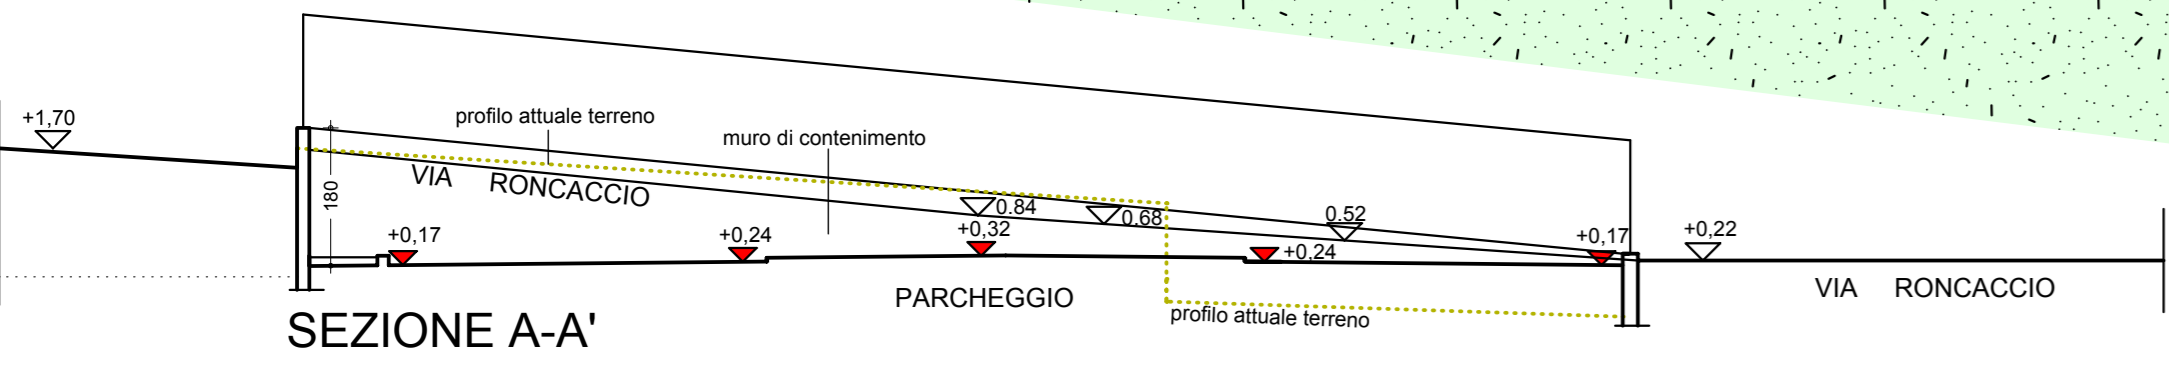 +1,70
profilo attuale terreno
muro di contenimento
VIA RONCACCIO
180
0.84
0.68
0.52
+0,17
+0,24
+0,32
+0,24
+0,17
+0,22
PARCHEGGIO
VIA RONCACCIO
profilo attuale terreno
SEZIONE A-A'